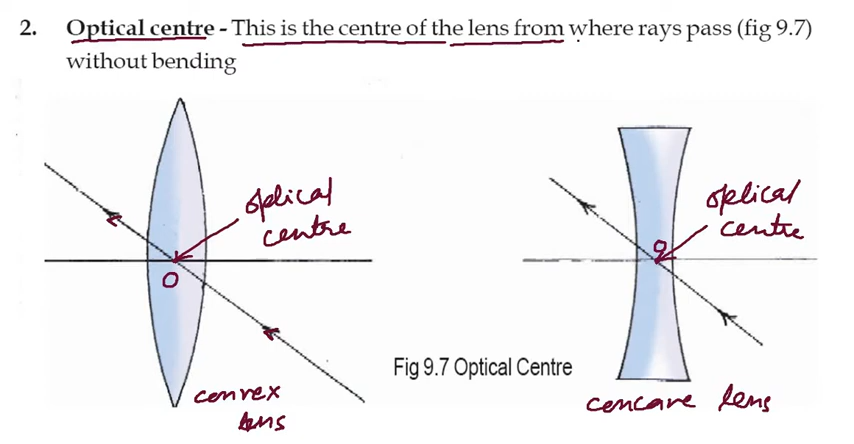 2. Optical centre - This is the centre of the lens from where rays pass (fig 9.7)
without bending
optical
centre
O
convex
lens
Fig 9.7 Optical Centre
optical
centre
O
concave lens